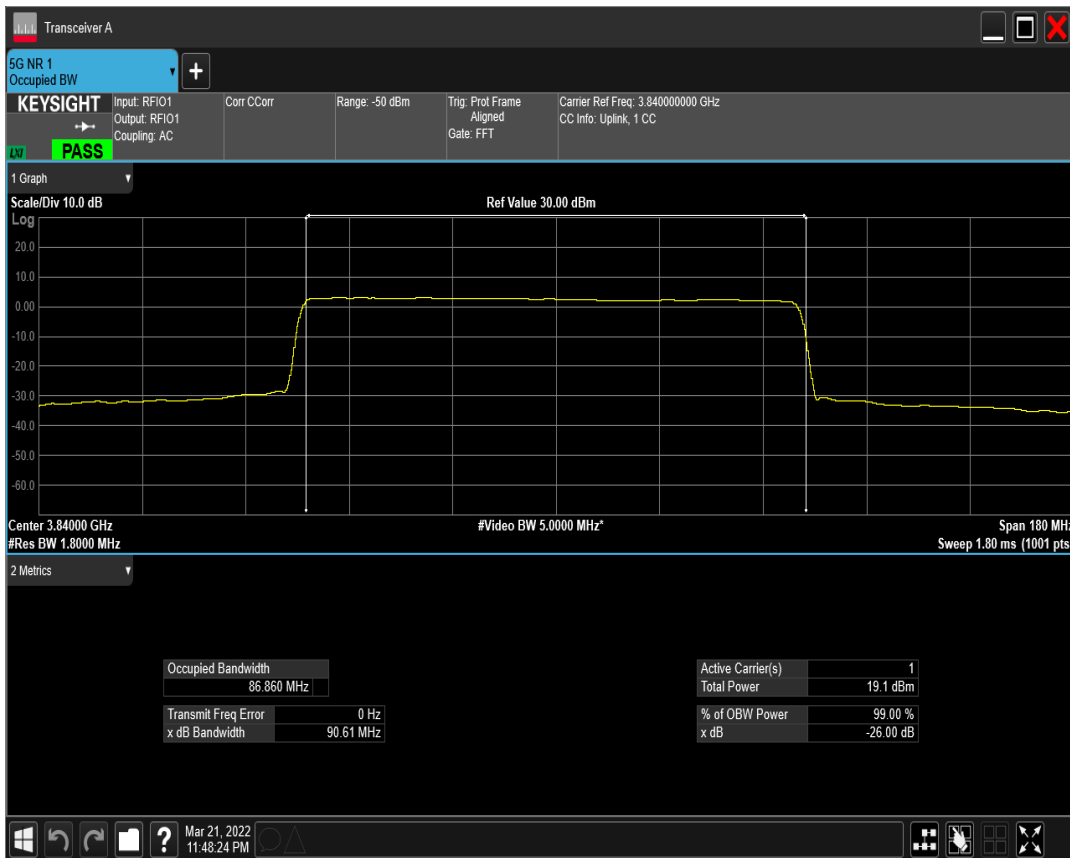 Transceiver A
5G NR 1
Occupied BW
+
KEYSIGHT
LXI
PASS
Input: RFIO1
Output: RFIO1
Coupling: AC
Corr CCorr
Range: -50 dBm
Trig: Prot Frame
Aligned
Gate: FFT
Carrier Ref Freq: 3.840000000 GHz
CC Info: Uplink, 1 CC
1 Graph
Scale/Div 10.0 dB
Ref Value 30.00 dBm
Log
20.0
10.0
0.00
-10.0
-20.0
-30.0
-40.0
-50.0
-60.0
Center 3.84000 GHz
#Video BW 5.0000 MHz*
Span 180 MHz
#Res BW 1.8000 MHz
Sweep 1.80 ms (1001 pts
2 Metrics
Occupied Bandwidth
86.860 MHz
Transmit Freq Error 0 Hz
x dB Bandwidth 90.61 MHz
Active Carrier(s) 1
Total Power 19.1 dBm
% of OBW Power 99.00 %
x dB -26.00 dB
?
Mar 21, 2022
11:48:24 PM